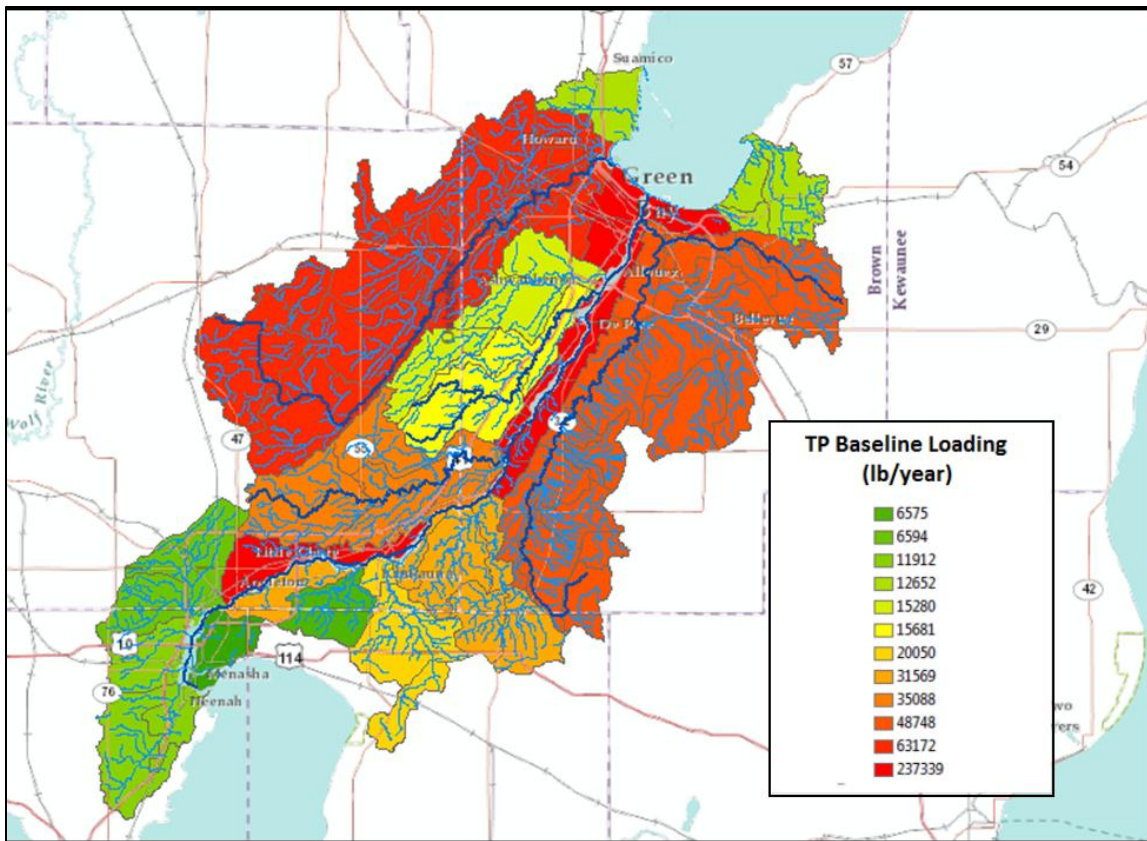 Suamico
57
Howard
54
Green
Brown
Kewaunee
Allouez
De Pere
Bellevue
29
Wolf River
47
55
TP Baseline Loading
(lb/year)
6575
6594
11912
12652
15280
15681
20050
31569
35088
48748
63172
237339
Little Chute
Appleton
Kaukauna
42
10
114
Menasha
76
Neenah